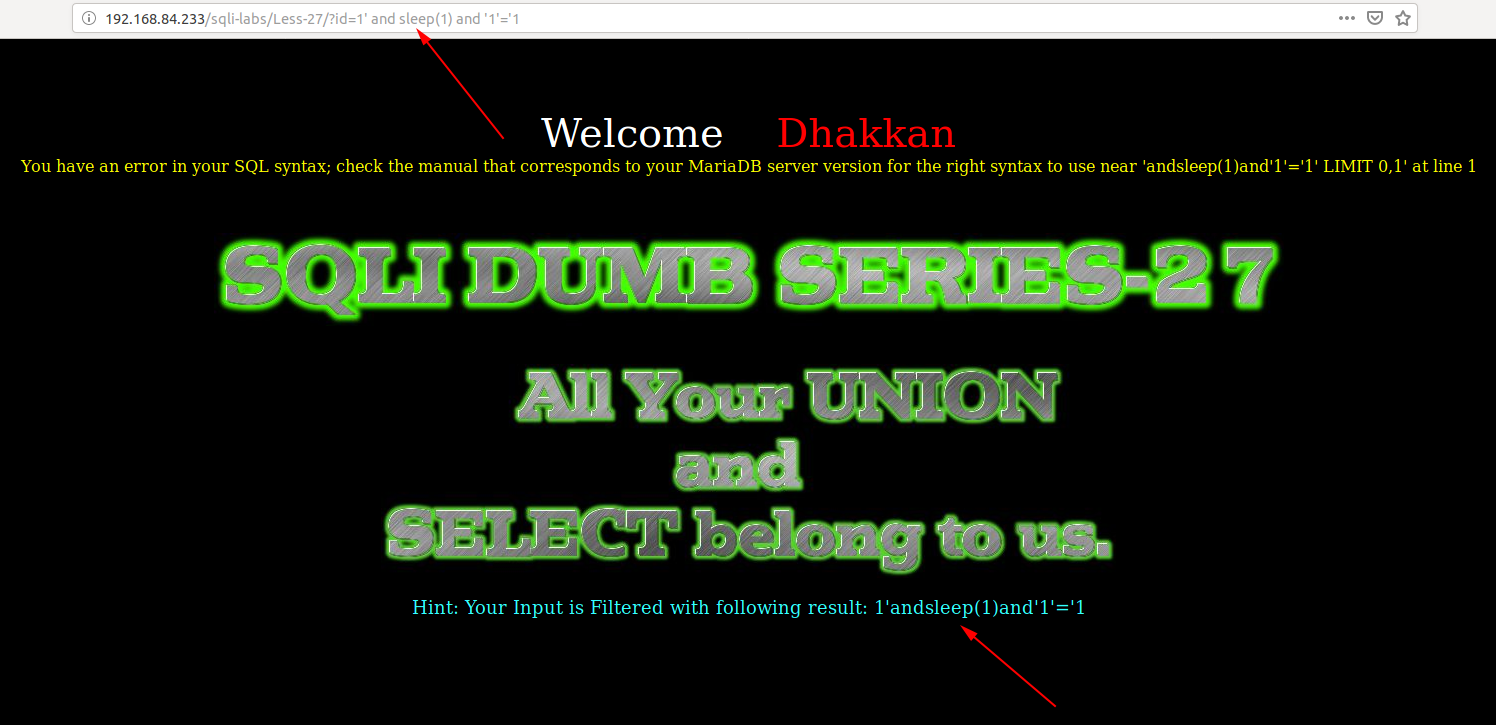 192.168.84.233/sqli-labs/Less-27/?id=1' and sleep(1) and '1'='1
Welcome Dhakkan
You have an error in your SQL syntax; check the manual that corresponds to your MariaDB server version for the right syntax to use near 'andsleep(1)and'1'='1' LIMIT 0,1' at line 1
SQLI DUMB SERIES-27
All Your UNION
and
SELECT belong to us.
Hint: Your Input is Filtered with following result: 1'andsleep(1)and'1'='1